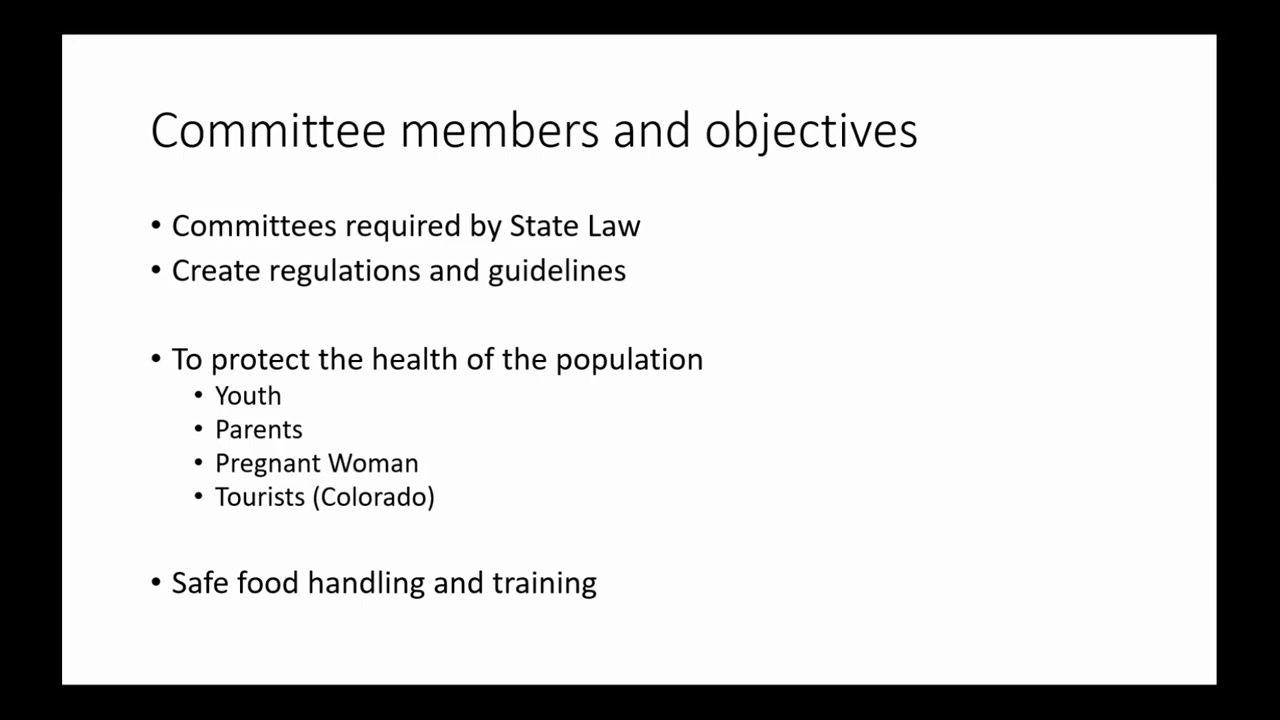 Committee members and objectives
• Committees required by State Law
• Create regulations and guidelines
• To protect the health of the population
• Youth
• Parents
• Pregnant Woman
• Tourists (Colorado)
• Safe food handling and training